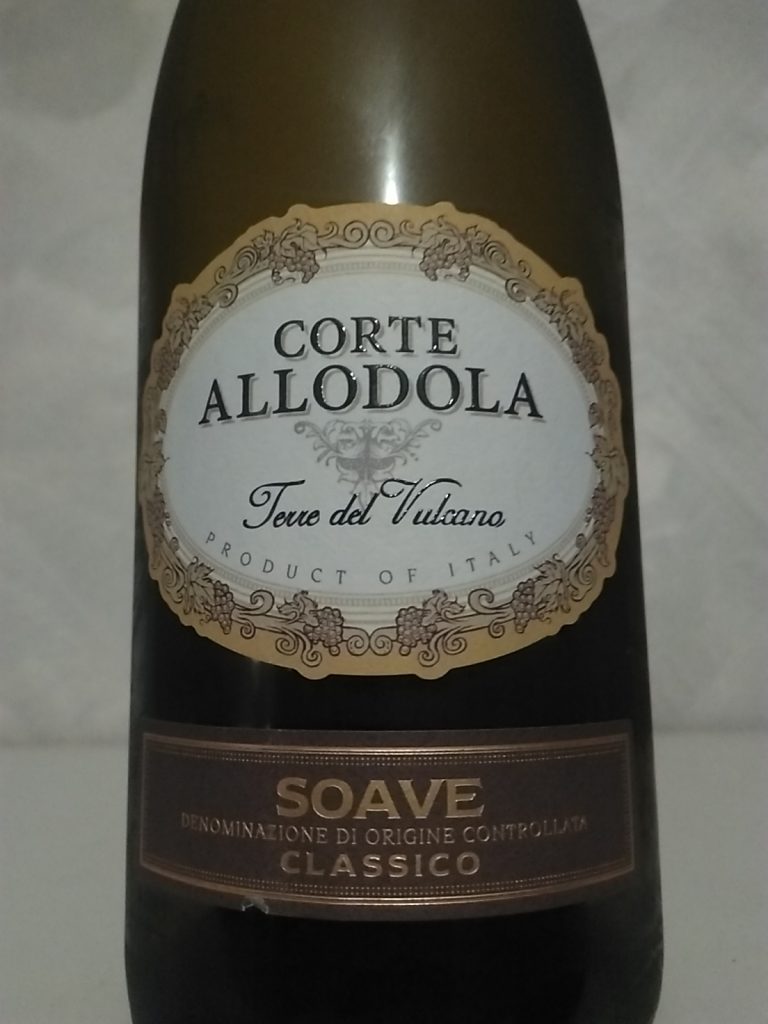 CORTE
ALLODOLA
Terre del Vulcano
PRODUCT OF ITALY
SOAVE
DENOMINAZIONE DI ORIGINE CONTROLLATA
CLASSICO